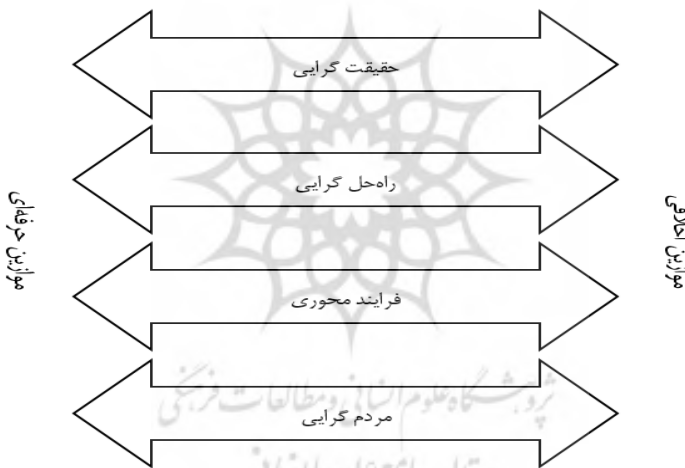 حقیقت گرایی
راه‌حل گرایی
فرایند محوری
مردم گرایی
موازین اخلاقی
موازین حرفه‌ای
پژوهشگاه علوم انسانی و مطالعات فرهنگی